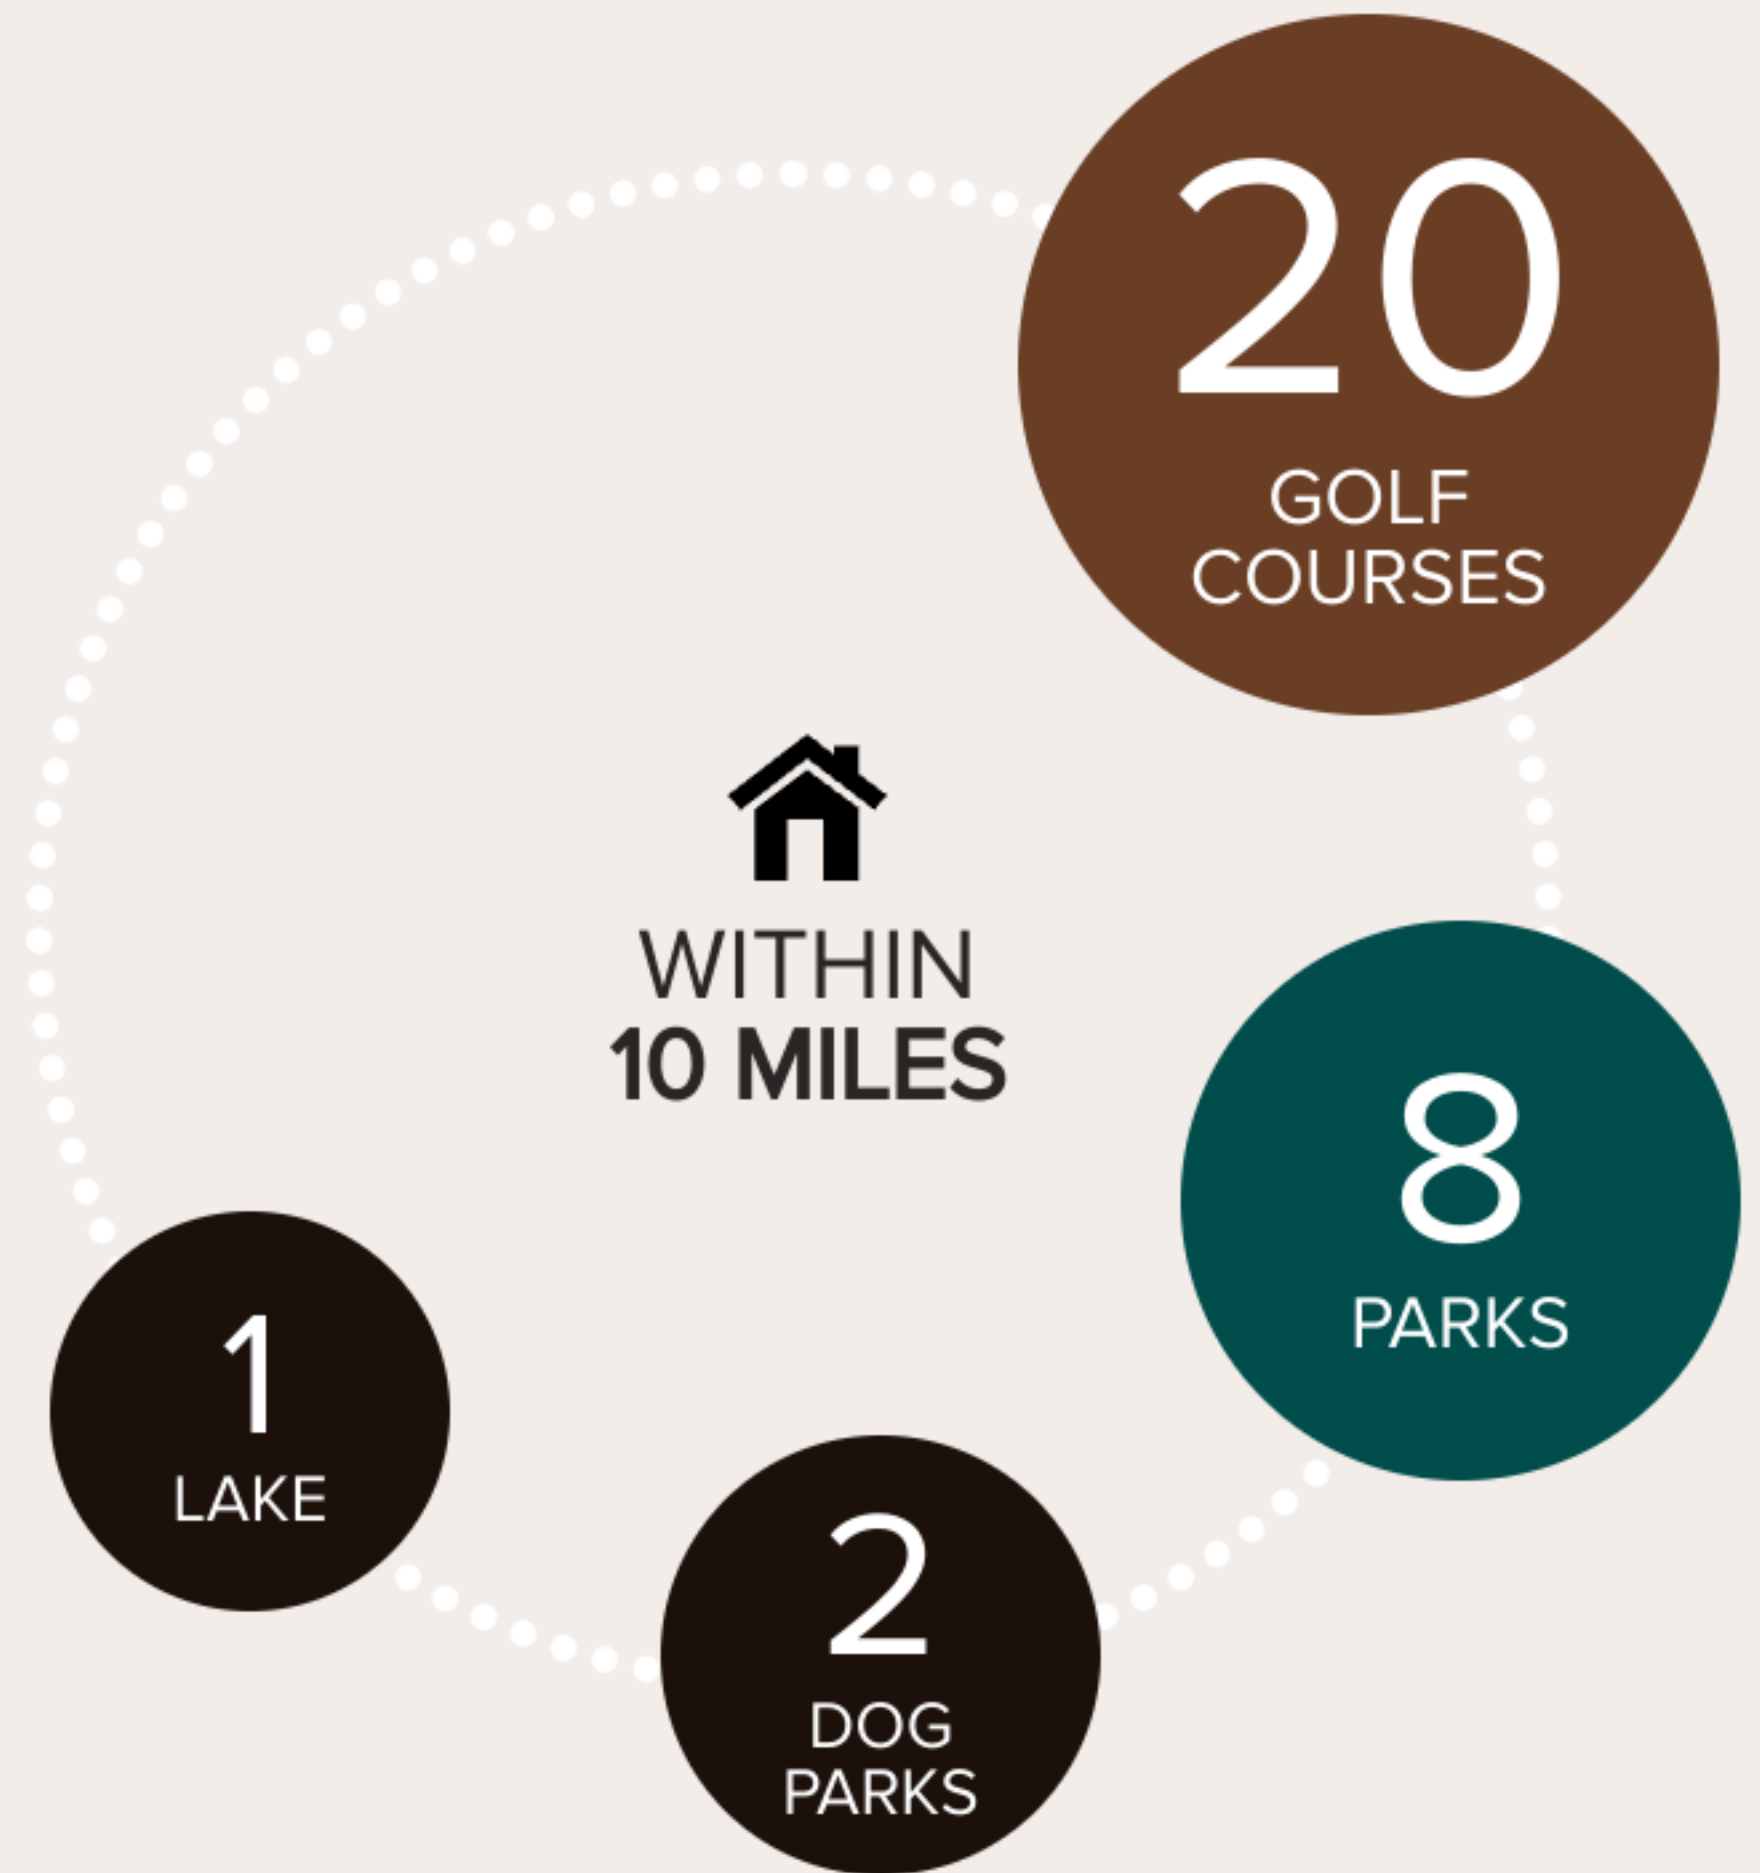 20
GOLF
COURSES
WITHIN
10 MILES
8
PARKS
1
LAKE
2
DOG
PARKS